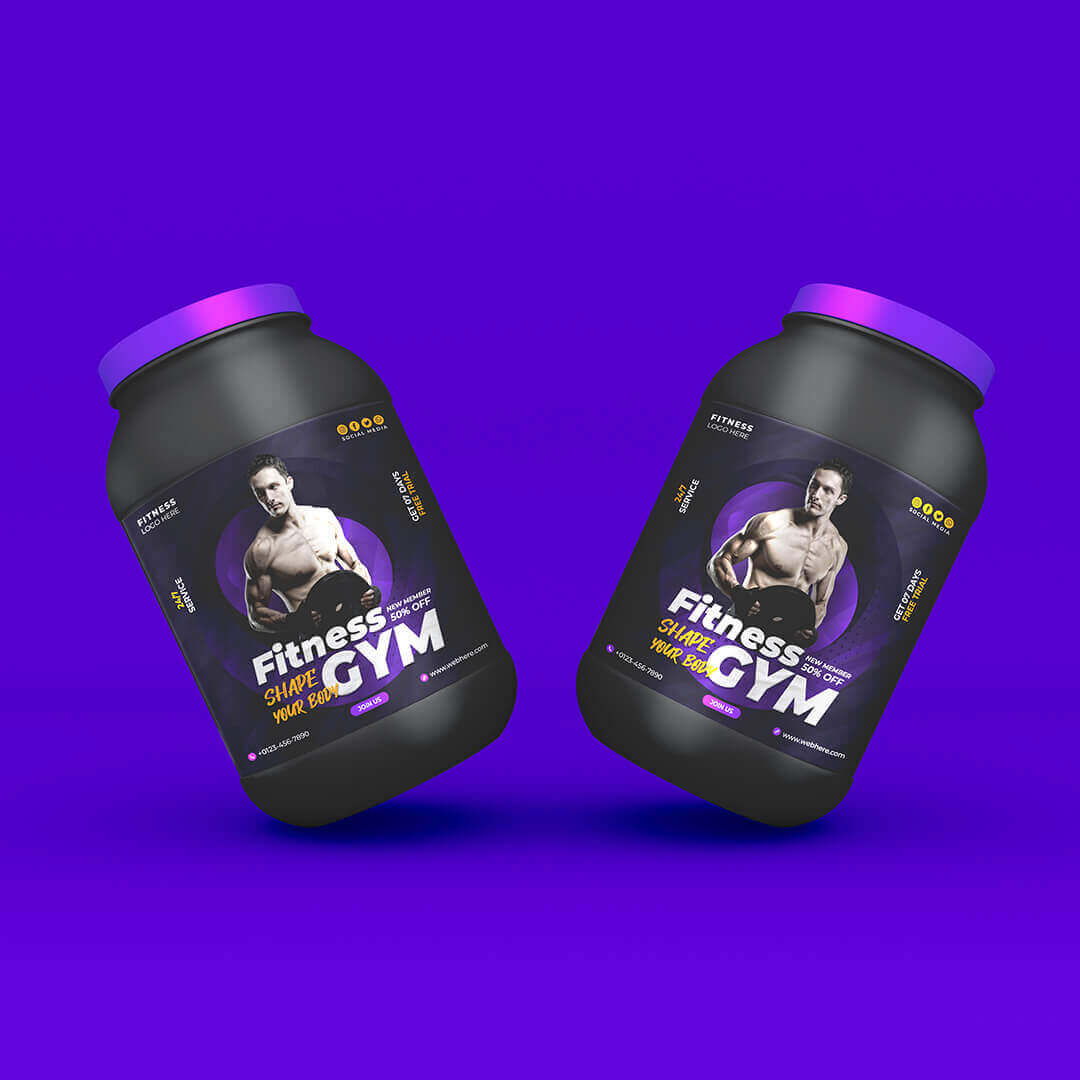 SOCIAL MEDIA
FITNESS
LOGO HERE
GET 07 DAYS
FREE TRIAL
24/7
SERVICE
NEW MEMBER
50% OFF
Fitness
GYM
SHAPE
YOUR BODY
JOIN US
www.webhere.com
+0123-456-7890
FITNESS
LOGO HERE
24/7
SERVICE
SOCIAL MEDIA
GET 07 DAYS
FREE TRIAL
Fitness
GYM
SHAPE
YOUR BODY
NEW MEMBER
50% OFF
+0123-456-7890
JOIN US
www.webhere.com